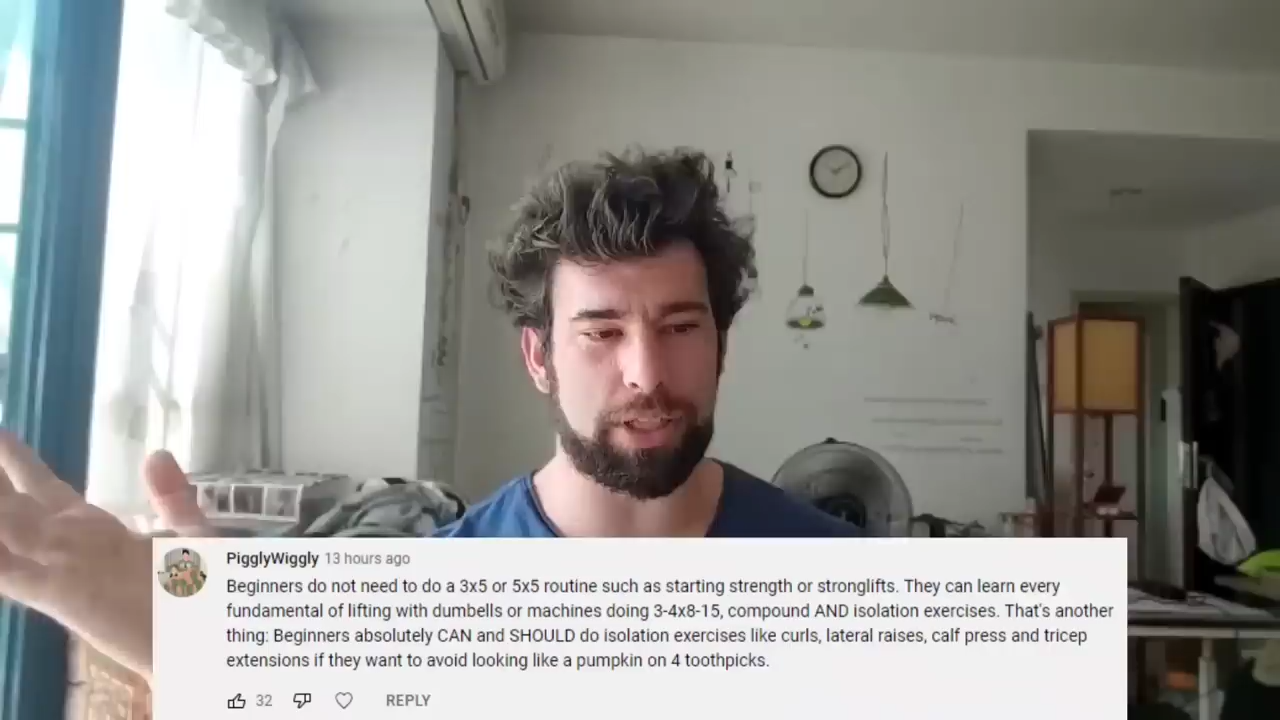 PigglyWiggly 13 hours ago
Beginners do not need to do a 3x5 or 5x5 routine such as starting strength or stronglifts. They can learn every
fundamental of lifting with dumbells or machines doing 3-4x8-15, compound AND isolation exercises. That's another
thing: Beginners absolutely CAN and SHOULD do isolation exercises like curls, lateral raises, calf press and tricep
extensions if they want to avoid looking like a pumpkin on 4 toothpicks.
32 REPLY